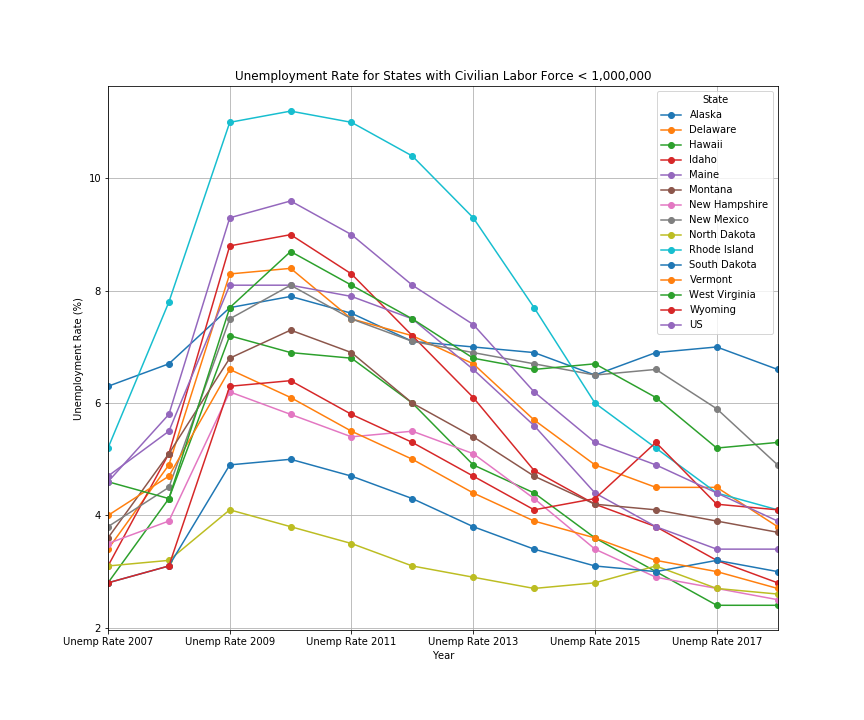 Unemployment Rate for States with Civilian Labor Force < 1,000,000
State
Alaska
Delaware
Hawaii
Idaho
Maine
Montana
New Hampshire
New Mexico
North Dakota
Rhode Island
South Dakota
Vermont
West Virginia
Wyoming
US
Unemployment Rate (%)
10
8
6
4
2
Unemp Rate 2007 Unemp Rate 2009 Unemp Rate 2011 Unemp Rate 2013 Unemp Rate 2015 Unemp Rate 2017
Year